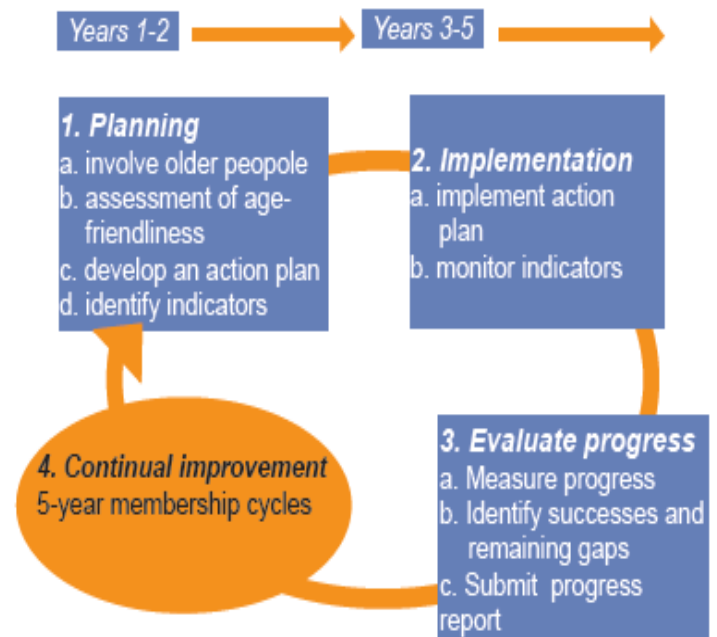 Years 1-2
Years 3-5
1. Planning
a. involve older peopole
b. assessment of age-
friendliness
c. develop an action plan
d. identify indicators
2. Implementation
a. implement action
plan
b. monitor indicators
3. Evaluate progress
a. Measure progress
b. Identify successes and
remaining gaps
c. Submit progress
report
4. Continual improvement
5-year membership cycles